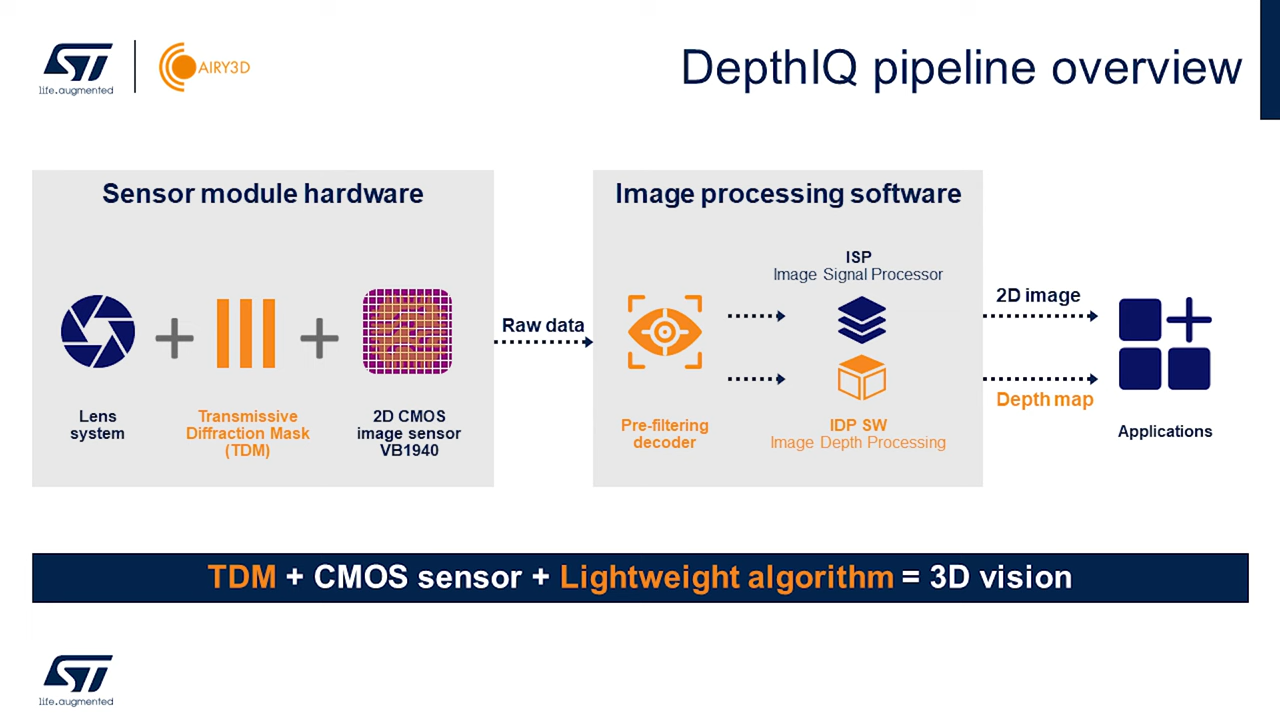 life.augmented
AIRY3D
DepthIQ pipeline overview
Sensor module hardware
Lens
system
Transmissive
Diffraction Mask
(TDM)
2D CMOS
image sensor
VB1940
Raw data
Image processing software
Pre-filtering
decoder
ISP
Image Signal Processor
IDP SW
Image Depth Processing
2D image
Depth map
Applications
TDM + CMOS sensor + Lightweight algorithm = 3D vision
life.augmented